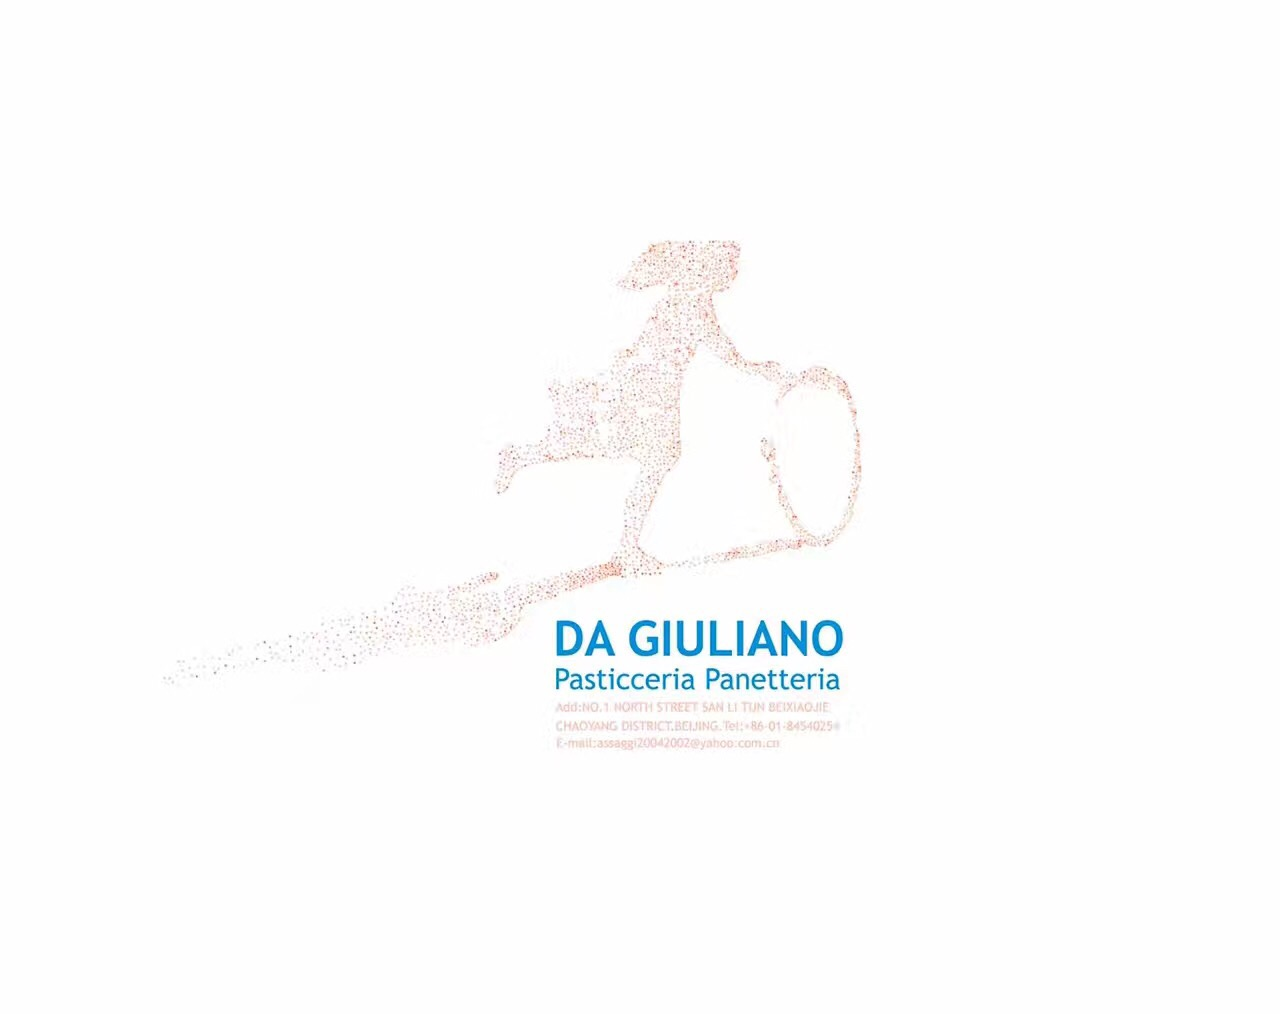 DA GIULIANO
Pasticceria Panetteria
Add:NO.1 NORTH STREET SAN LI TUN BEIXIAOJIE
CHAOYANG DISTRICT.BEIJING.
E-mail:assaggi20042002@yahoo.com.cn